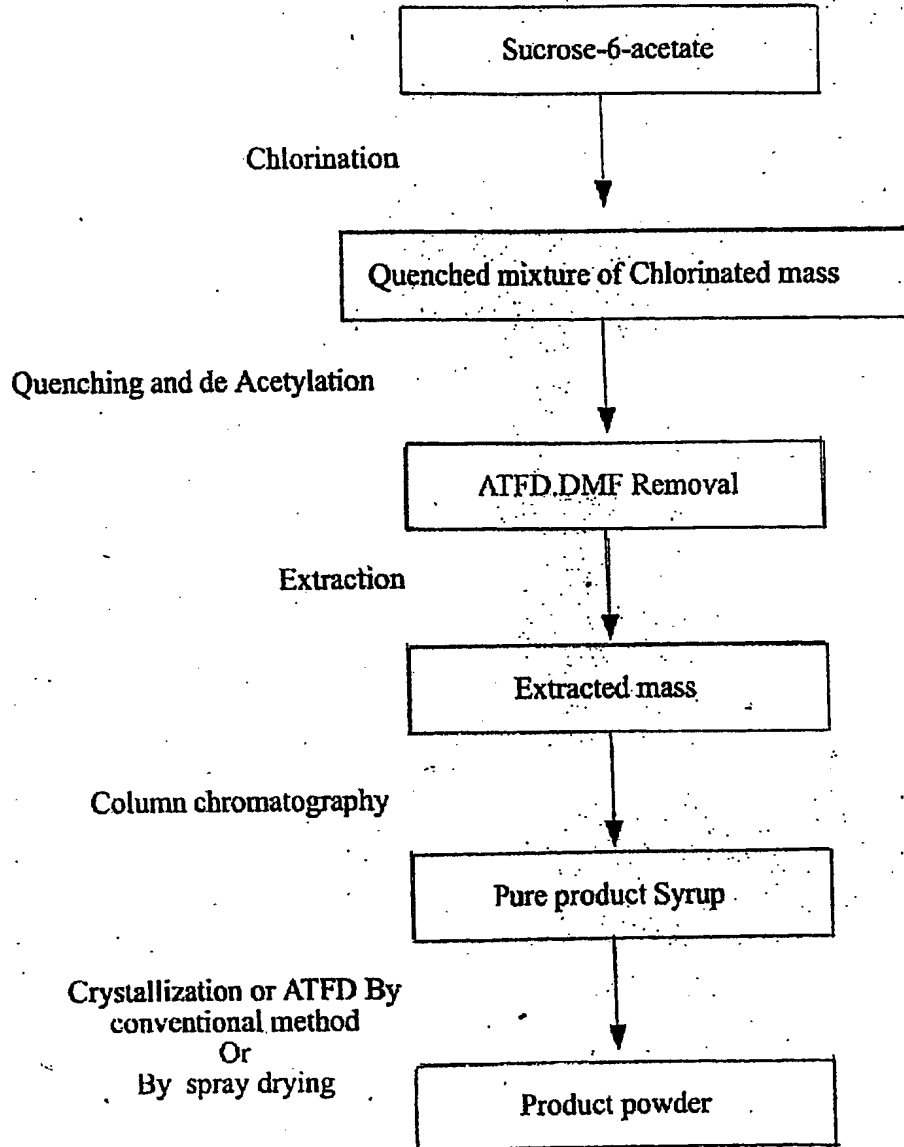 Sucrose-6-acetate
Chlorination
Quenched mixture of Chlorinated mass
Quenching and de Acetylation
ATFD.DMF Removal
Extraction
Extracted mass
Column chromatography
Pure product Syrup
Crystallization or ATFD By
conventional method
Or
By spray drying
Product powder